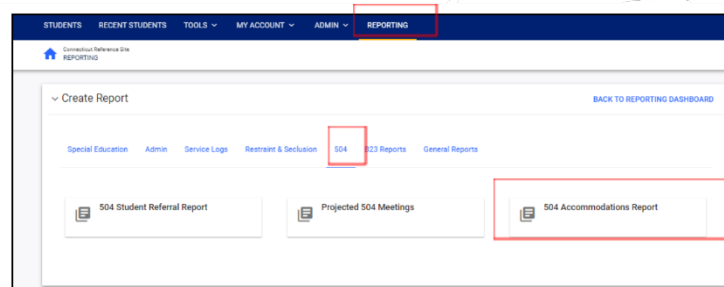 STUDENTS RECENT STUDENTS TOOLS MY ACCOUNT ADMIN REPORTING
Connecticut Reference Site
REPORTING
Create Report BACK TO REPORTING DASHBOARD
Special Education Admin Service Logs Restraint & Seclusion 504 B23 Reports General Reports
504 Student Referral Report Projected 504 Meetings 504 Accommodations Report